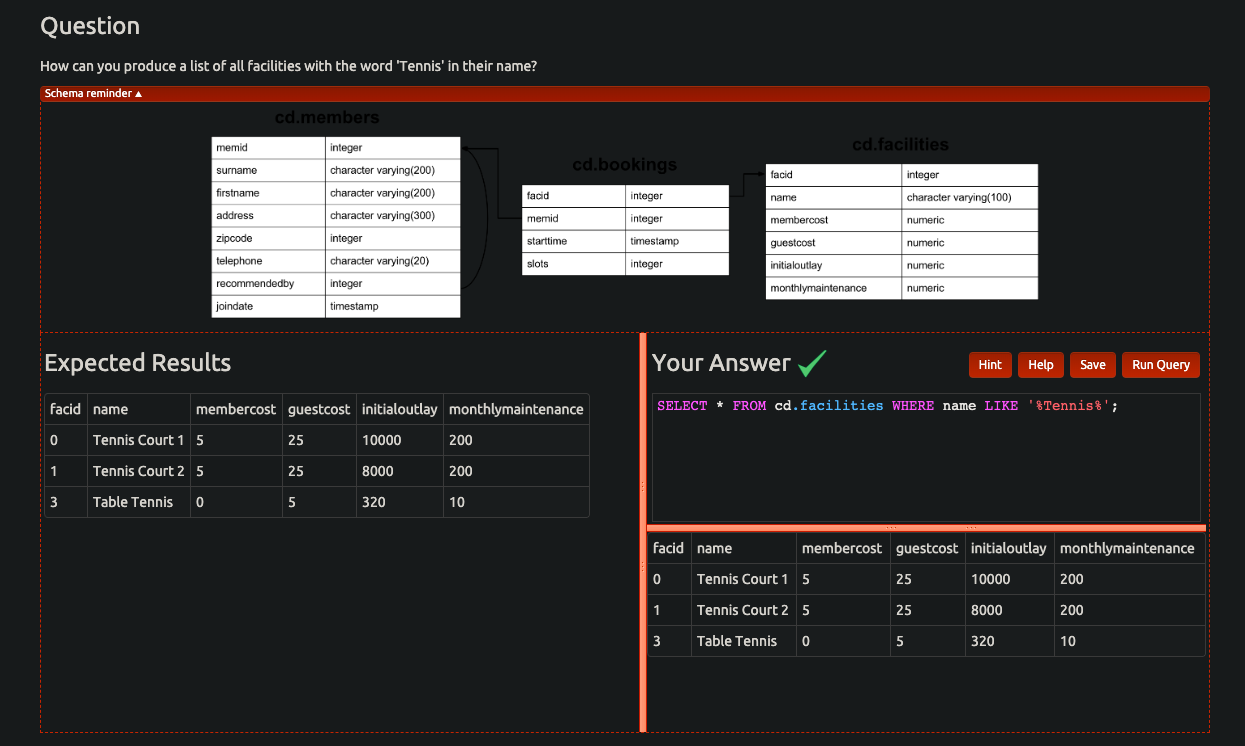 Question
How can you produce a list of all facilities with the word 'Tennis' in their name?
Schema reminder ▲
cd.members
memid integer
surname character varying(200)
firstname character varying(200)
address character varying(300)
zipcode integer
telephone character varying(20)
recommendedby integer
joindate timestamp
cd.bookings
facid integer
memid integer
starttime timestamp
slots integer
cd.facilities
facid integer
name character varying(100)
membercost numeric
guestcost numeric
initialoutlay numeric
monthlymaintenance numeric
Expected Results
facid name membercost guestcost initialoutlay monthlymaintenance
0 Tennis Court 1 5 25 10000 200
1 Tennis Court 2 5 25 8000 200
3 Table Tennis 0 5 320 10
Your Answer
Hint Help Save Run Query
SELECT * FROM cd.facilities WHERE name LIKE '%Tennis%';
facid name membercost guestcost initialoutlay monthlymaintenance
0 Tennis Court 1 5 25 10000 200
1 Tennis Court 2 5 25 8000 200
3 Table Tennis 0 5 320 10